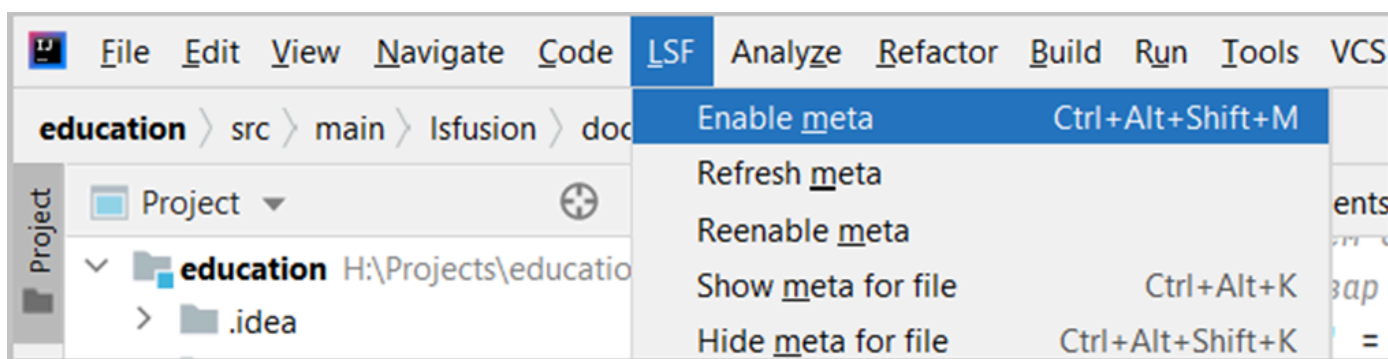 File Edit View Navigate Code LSF Analyze Refactor Build Run Tools VCS
education src main lsfusion
Enable meta Ctrl+Alt+Shift+M
Refresh meta
Project
Project
Reenable meta
education
Show meta for file Ctrl+Alt+K
.idea
Hide meta for file Ctrl+Alt+Shift+K =